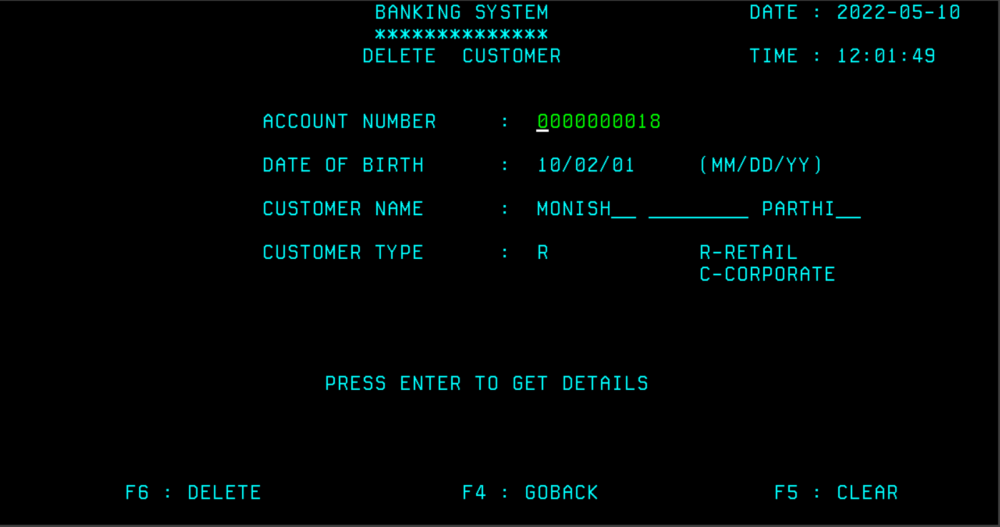 BANKING SYSTEM DATE : 2022-05-10
**************
DELETE CUSTOMER TIME : 12:01:49
ACCOUNT NUMBER : 0000000018
DATE OF BIRTH : 10/02/01 (MM/DD/YY)
CUSTOMER NAME : MONISH__ ________ PARTHI__
CUSTOMER TYPE : R R-RETAIL
C-CORPORATE
PRESS ENTER TO GET DETAILS
F6 : DELETE F4 : GOBACK F5 : CLEAR